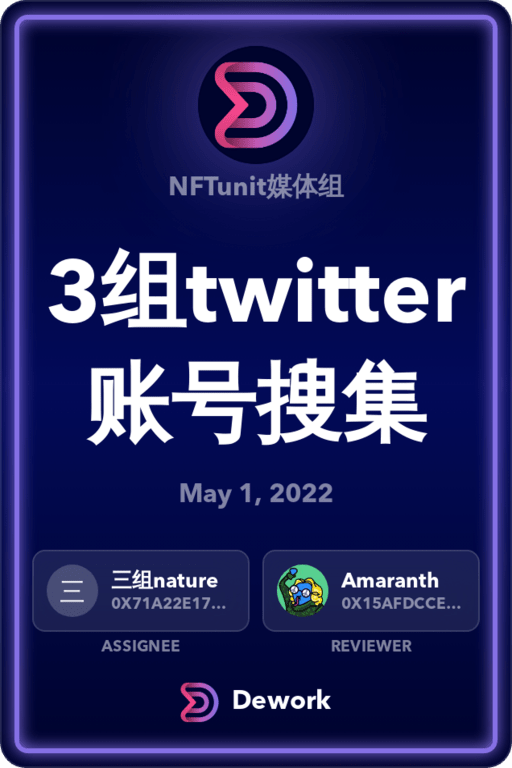 NFTunit媒体组
3组twitter
账号搜集
May 1, 2022
三
三组nature
0X71A22E17...
ASSIGNEE
Amaranth
0X15AFDCCE...
REVIEWER
Dework